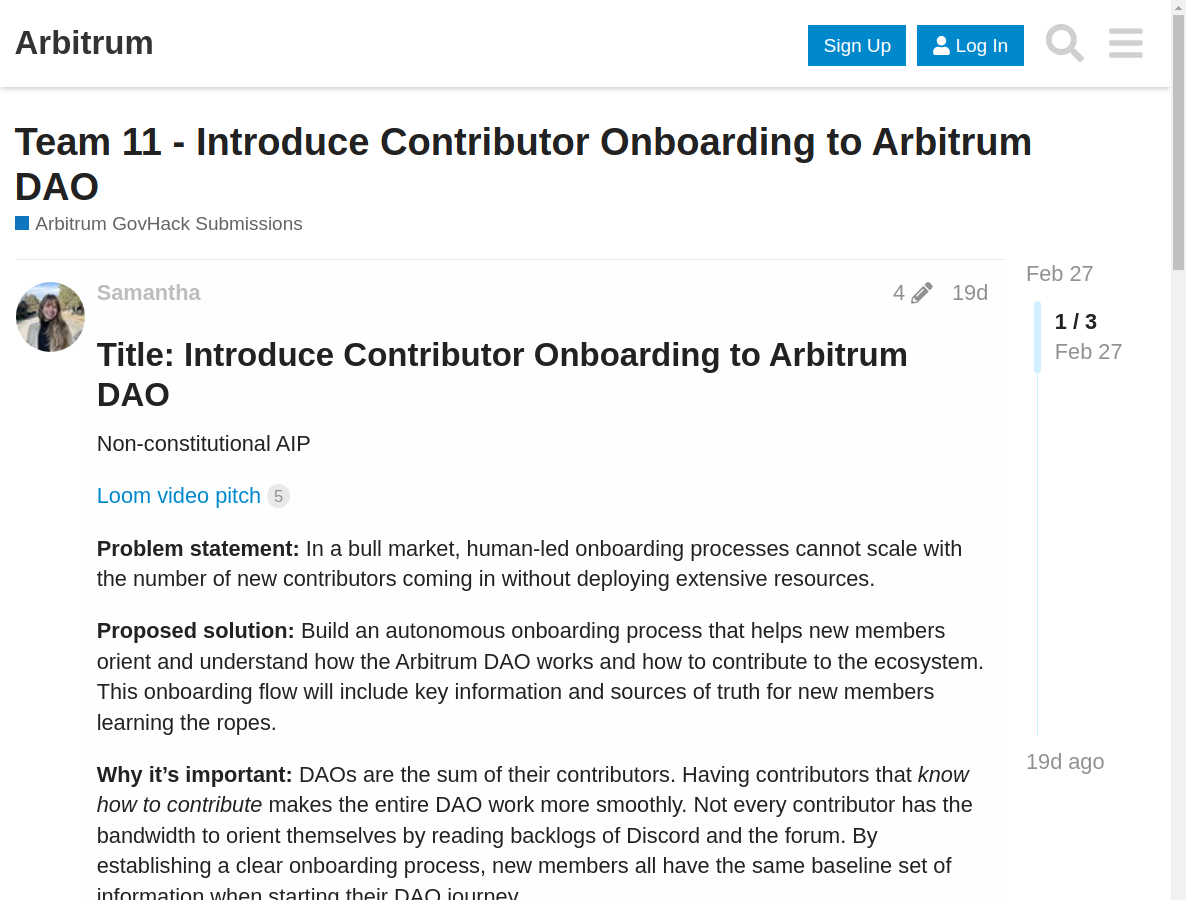 Arbitrum
Sign Up
Log In
Team 11 - Introduce Contributor Onboarding to Arbitrum
DAO
Arbitrum GovHack Submissions
Samantha
4
19d
Title: Introduce Contributor Onboarding to Arbitrum
DAO
Non-constitutional AIP
Loom video pitch 5
Problem statement: In a bull market, human-led onboarding processes cannot scale with
the number of new contributors coming in without deploying extensive resources.
Proposed solution: Build an autonomous onboarding process that helps new members
orient and understand how the Arbitrum DAO works and how to contribute to the ecosystem.
This onboarding flow will include key information and sources of truth for new members
learning the ropes.
Why it’s important: DAOs are the sum of their contributors. Having contributors that know
how to contribute makes the entire DAO work more smoothly. Not every contributor has the
bandwidth to orient themselves by reading backlogs of Discord and the forum. By
establishing a clear onboarding process, new members all have the same baseline set of
information when starting their DAO journey.
Feb 27
1 / 3
Feb 27
19d ago